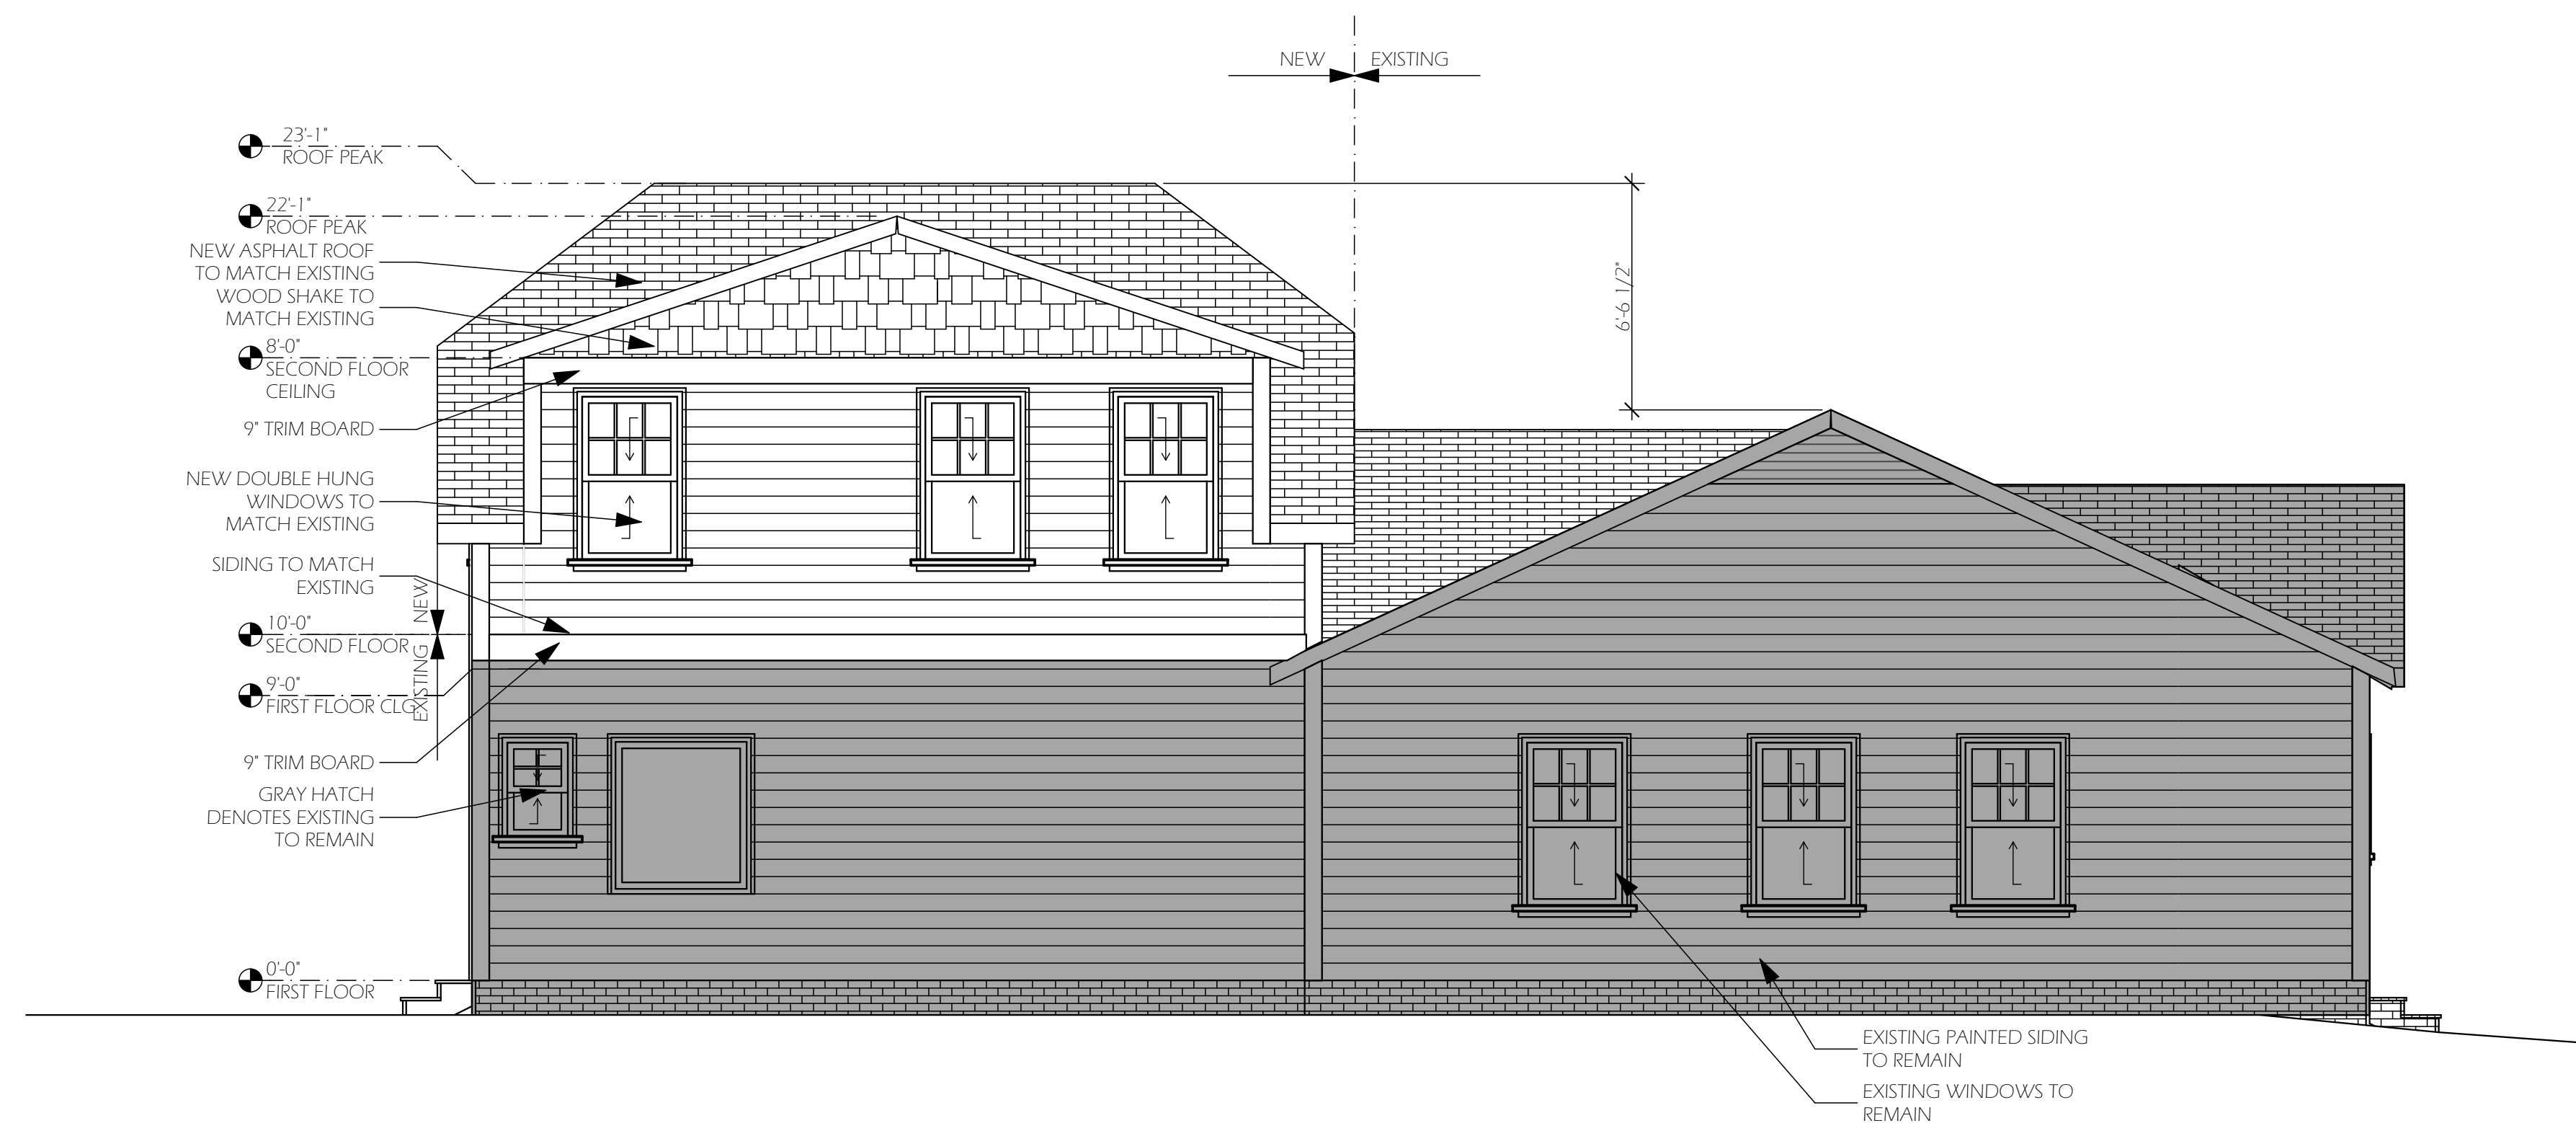 NEW EXISTING
23'-1"
ROOF PEAK
22'-1"
ROOF PEAK
NEW ASPHALT ROOF
TO MATCH EXISTING
WOOD SHAKE TO
MATCH EXISTING
6'-6 1/2"
8'-0"
SECOND FLOOR
CEILING
9" TRIM BOARD
NEW DOUBLE HUNG
WINDOWS TO
MATCH EXISTING
SIDING TO MATCH
EXISTING
NEW
EXISTING
10'-0"
SECOND FLOOR
9'-0"
FIRST FLOOR CLG
9" TRIM BOARD
GRAY HATCH
DENOTES EXISTING
TO REMAIN
0'-0"
FIRST FLOOR
EXISTING PAINTED SIDING
TO REMAIN
EXISTING WINDOWS TO
REMAIN